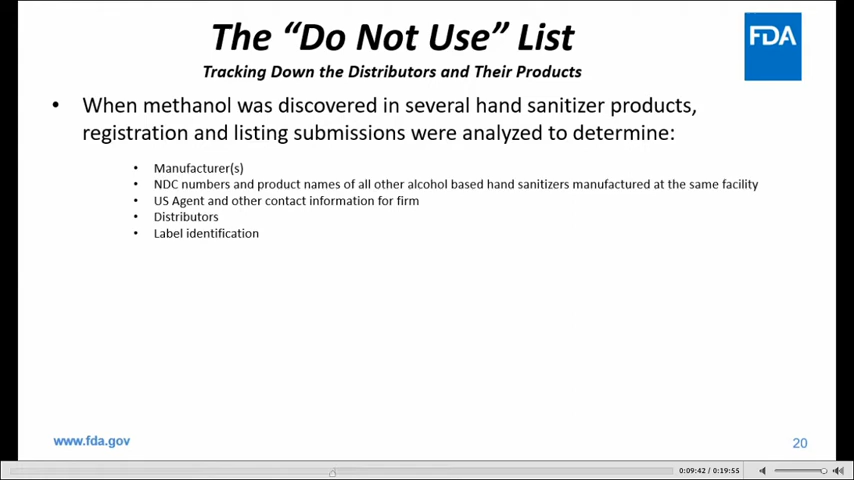 The “Do Not Use” List
FDA
Tracking Down the Distributors and Their Products
• When methanol was discovered in several hand sanitizer products,
registration and listing submissions were analyzed to determine:
• Manufacturer(s)
• NDC numbers and product names of all other alcohol based hand sanitizers manufactured at the same facility
• US Agent and other contact information for firm
• Distributors
• Label identification
www.fda.gov
20
0:09:42 / 0:19:55